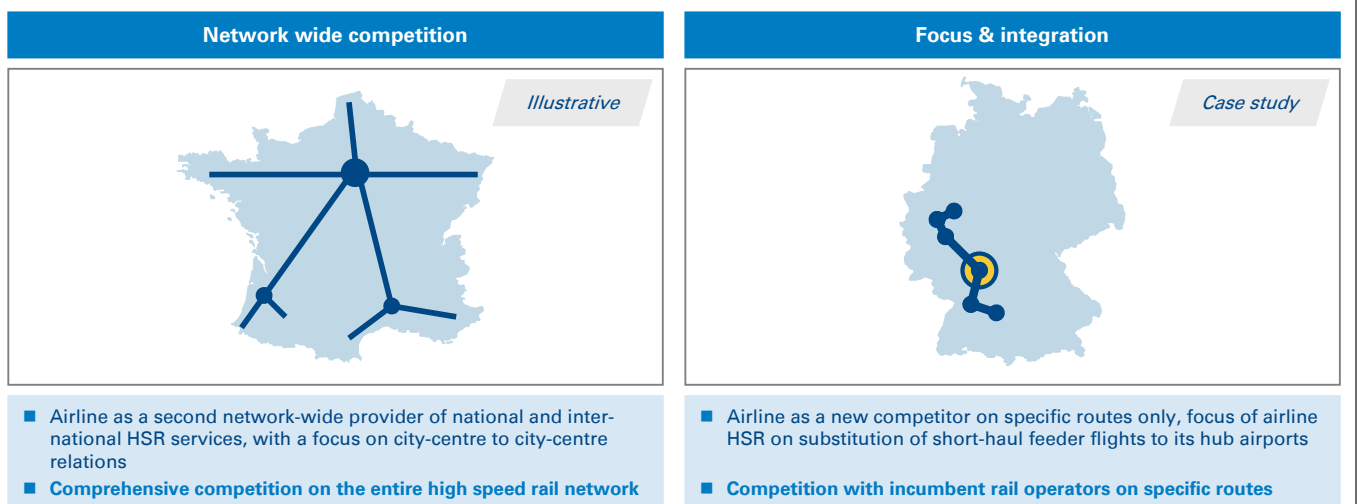 Network wide competition
Illustrative
■ Airline as a second network-wide provider of national and inter-
national HSR services, with a focus on city-centre to city-centre
relations
■ Comprehensive competition on the entire high speed rail network
Focus & integration
Case study
■ Airline as a new competitor on specific routes only, focus of airline
HSR on substitution of short-haul feeder flights to its hub airports
■ Competition with incumbent rail operators on specific routes